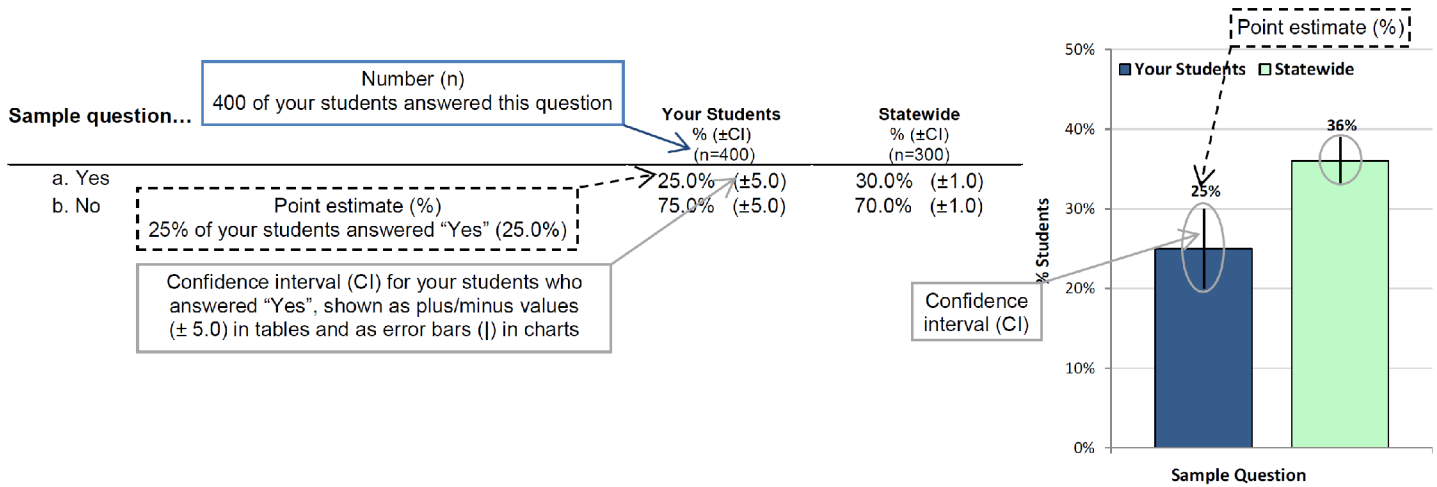 Number (n)
400 of your students answered this question
Sample question…
Your Students
% (±CI)
(n=400)
Statewide
% (±CI)
(n=300)
a. Yes
25.0% (±5.0)
30.0% (±1.0)
b. No
75.0% (±5.0)
70.0% (±1.0)
Point estimate (%)
25% of your students answered “Yes” (25.0%)
Confidence interval (CI) for your students who
answered “Yes”, shown as plus/minus values
(± 5.0) in tables and as error bars (|) in charts
Point estimate (%)
Your Students
Statewide
50%
40%
30%
20%
10%
0%
% Students
25%
36%
Confidence
interval (CI)
Sample Question